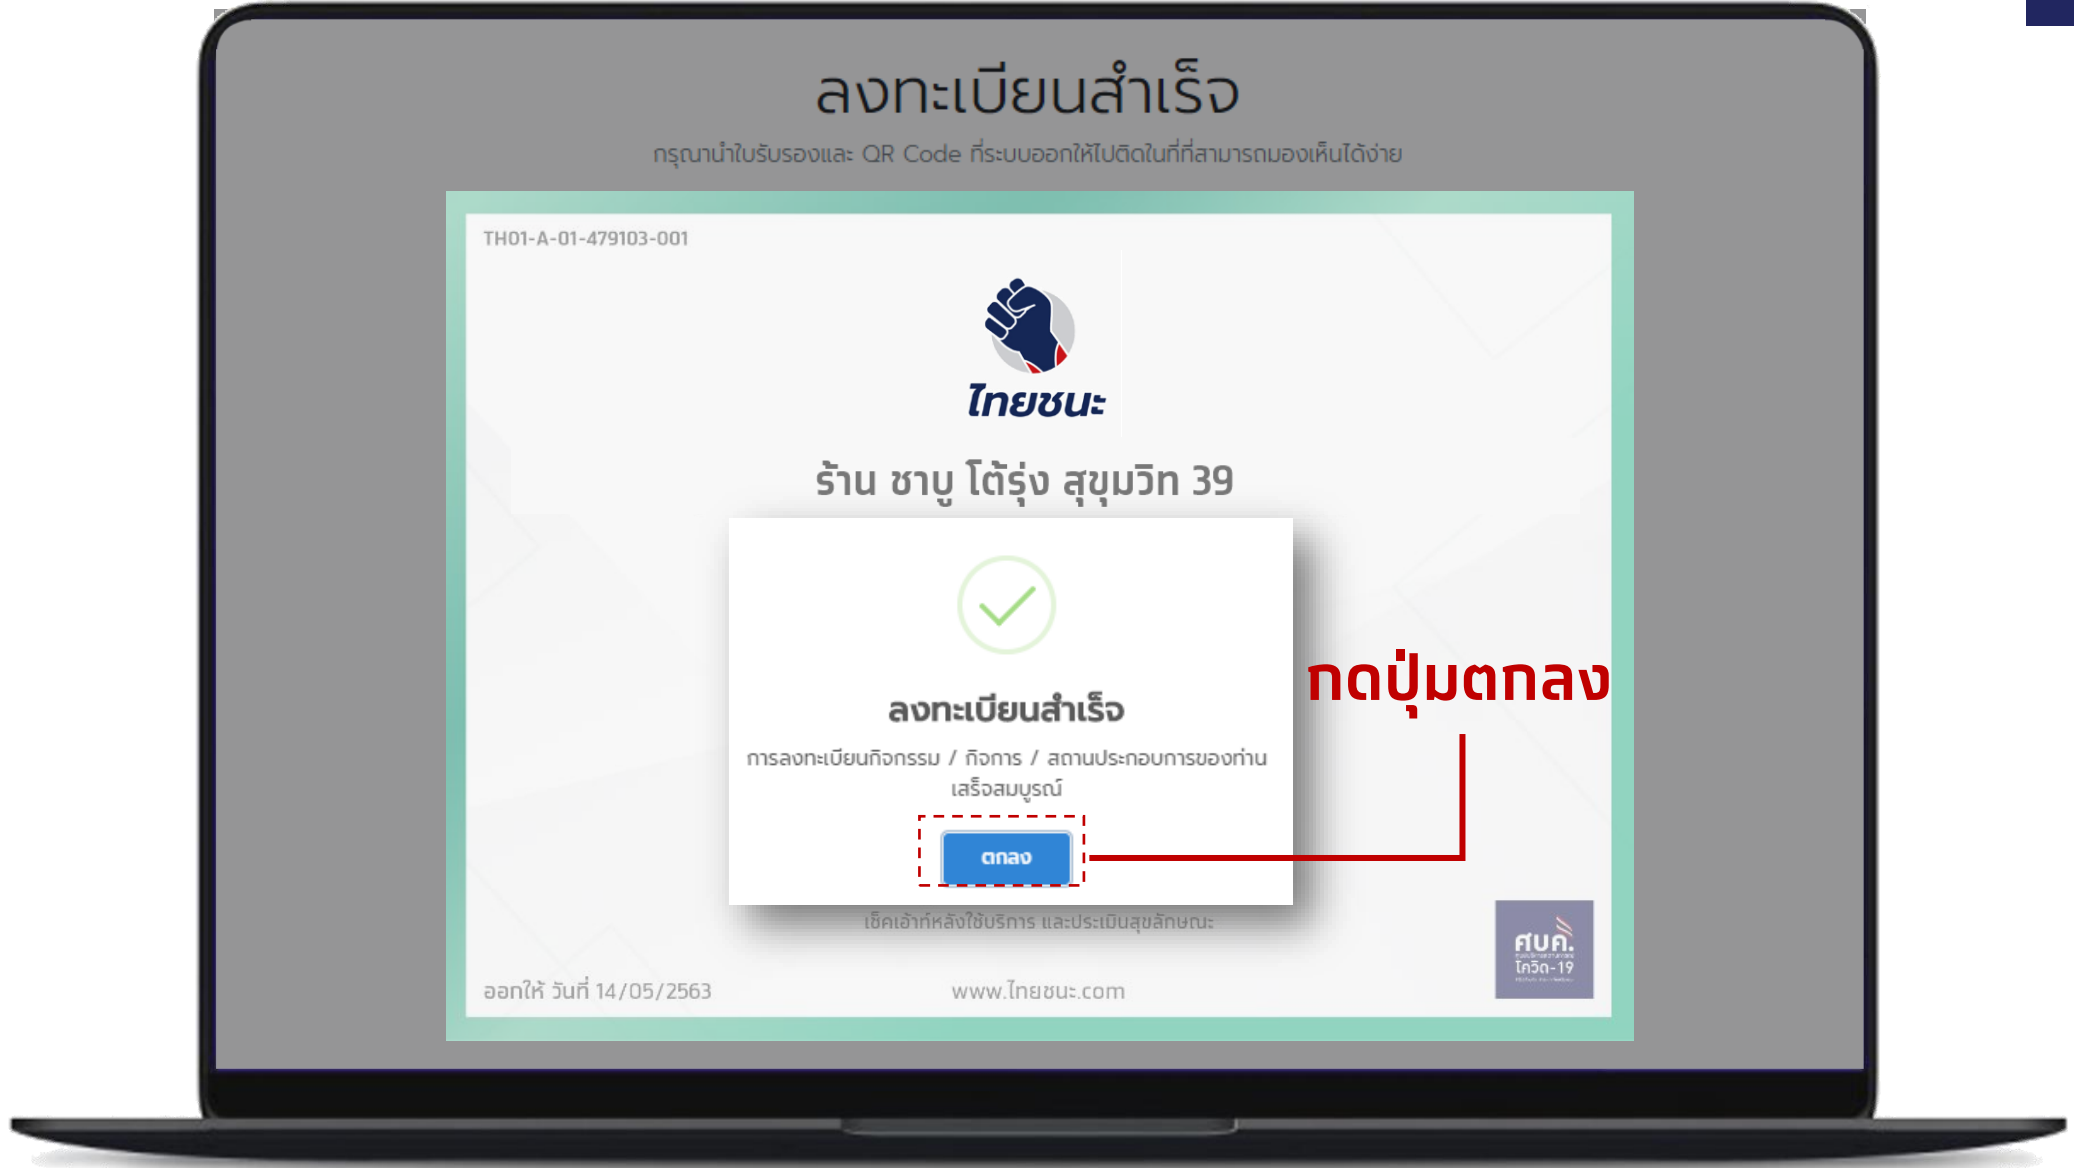 ลงทะเบียนสำเร็จ
กรุณานำใบรับรองและ QR Code ที่ระบบออกให้ไปติดในที่ที่สามารถมองเห็นได้ง่าย
TH01-A-01-479103-001
ไทยชนะ
ร้าน ชาบู โต้รุ่ง สุขุมวิท 39
ลงทะเบียนสำเร็จ
การลงทะเบียนกิจกรรม / กิจการ / สถานประกอบการของท่าน
เสร็จสมบูรณ์
ตกลง
กดปุ่มตกลง
เช็คเอ้าท์หลังใช้บริการ และประเมินสุขลักษณะ
ออกให้ วันที่ 14/05/2563
www.ไทยชนะ.com
ศบค.
โควิด-19